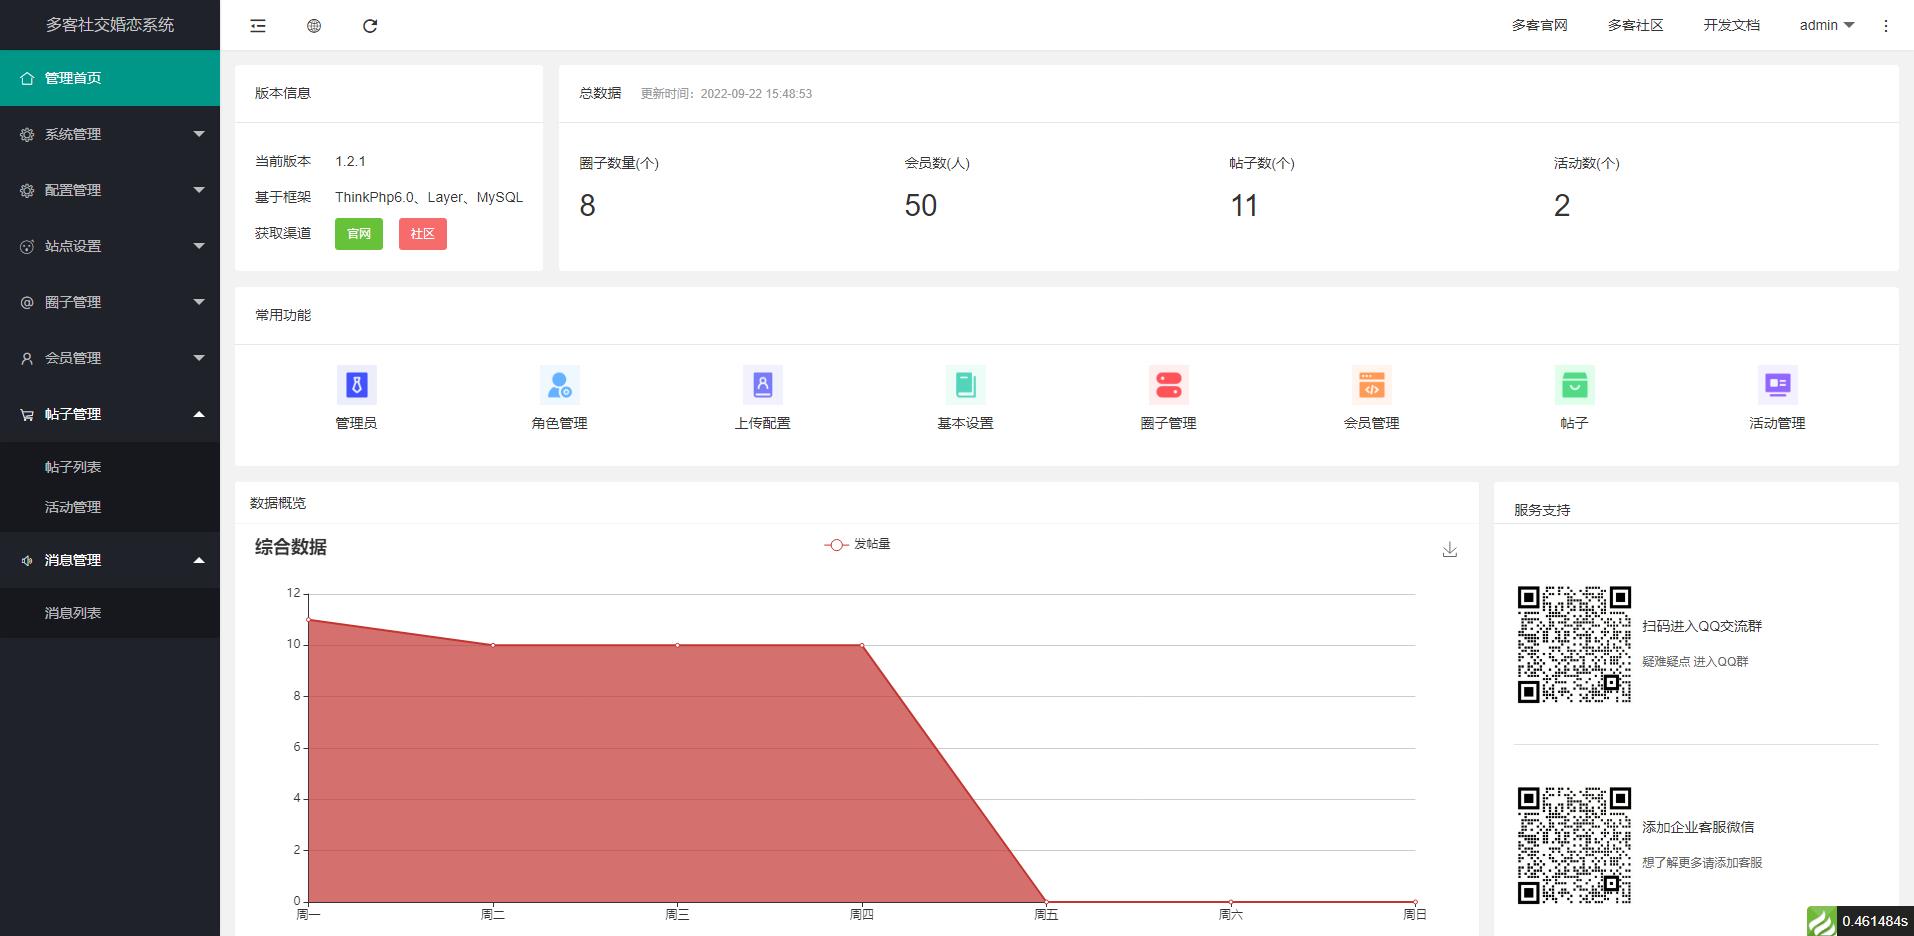 多客社交婚恋系统
多客官网
多客社区
开发文档
admin
管理首页
系统管理
配置管理
站点设置
圈子管理
会员管理
帖子管理
帖子列表
活动管理
消息管理
消息列表
版本信息
当前版本 1.2.1
基于框架 ThinkPhp6.0、Layer、MySQL
获取渠道 官网 社区
总数据 更新时间：2022-09-22 15:48:53
圈子数量(个) 会员数(人) 帖子数(个) 活动数(个)
8 50 11 2
常用功能
管理员 角色管理 上传配置 基本设置 圈子管理 会员管理 帖子 活动管理
数据概览
综合数据
发帖量
12
10
8
6
4
2
0
周一 周二 周三 周四 周五 周六 周日
服务支持
扫码进入QQ交流群
疑难疑点 进入QQ群
添加企业客服微信
想了解更多请添加客服
0.461484s